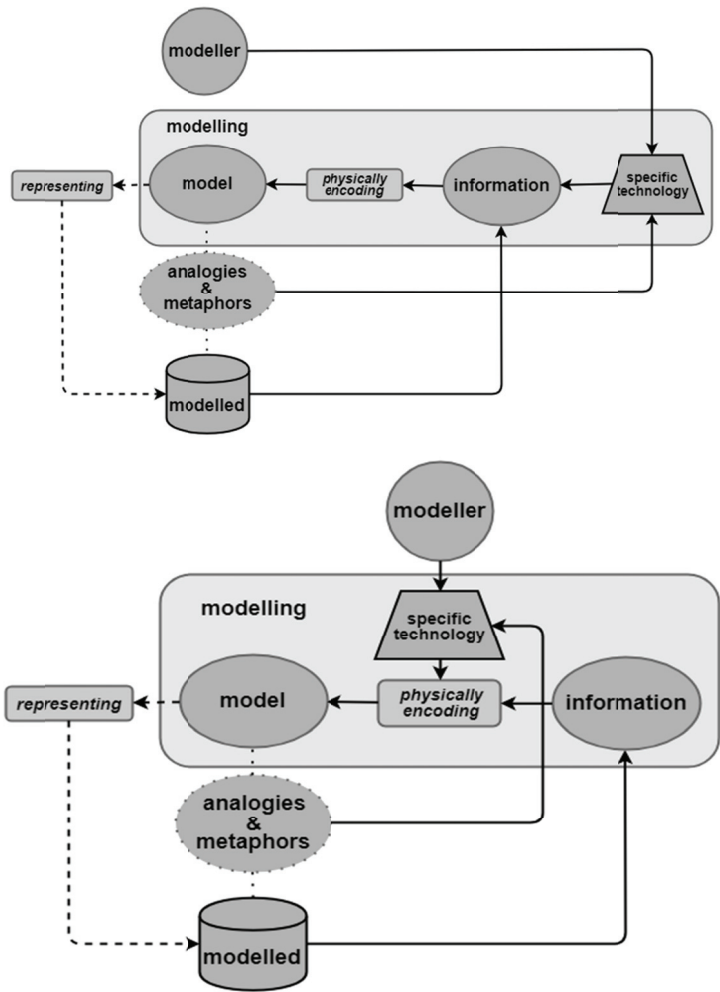 modeller
modelling
representing
model
physically
encoding
information
specific
technology
analogies
&
metaphors
modelled
modeller
modelling
specific
technology
representing
model
physically
encoding
information
analogies
&
metaphors
modelled